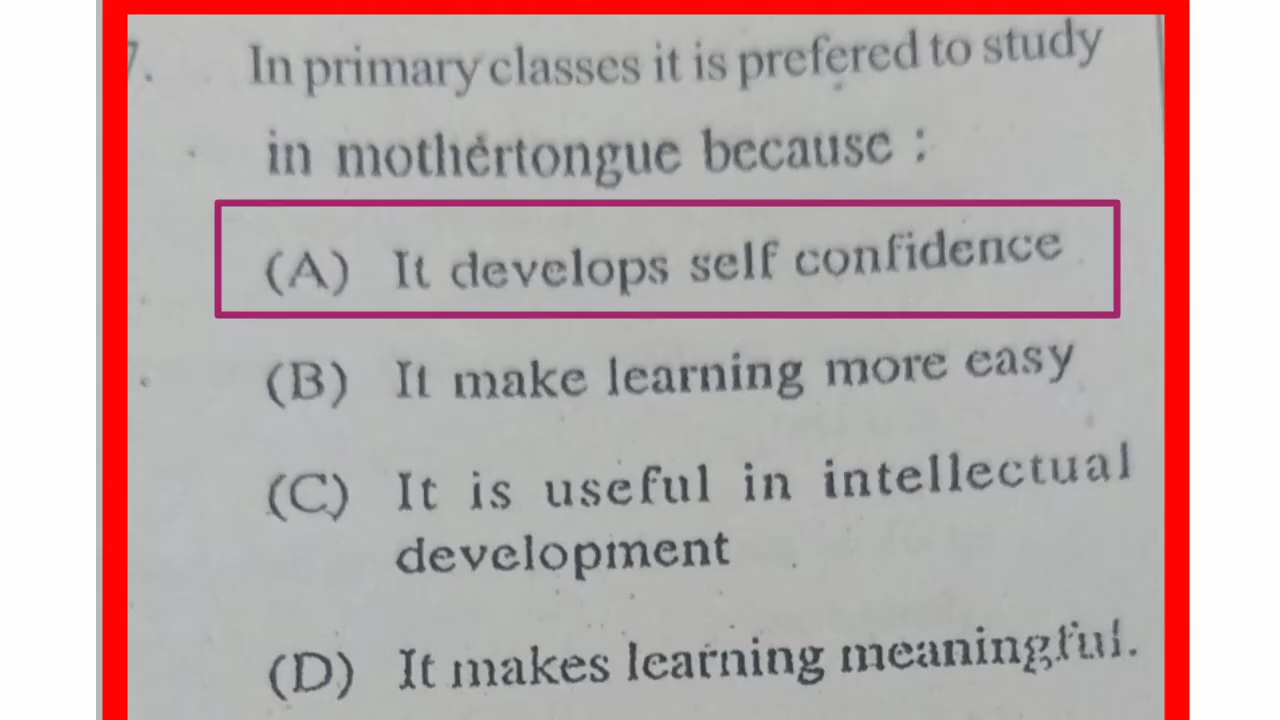 7. In primary classes it is prefered to study
in mothertongue because :
(A) It develops self confidence
(B) It make learning more easy
(C) It is useful in intellectual
development
(D) It makes learning meaningful.